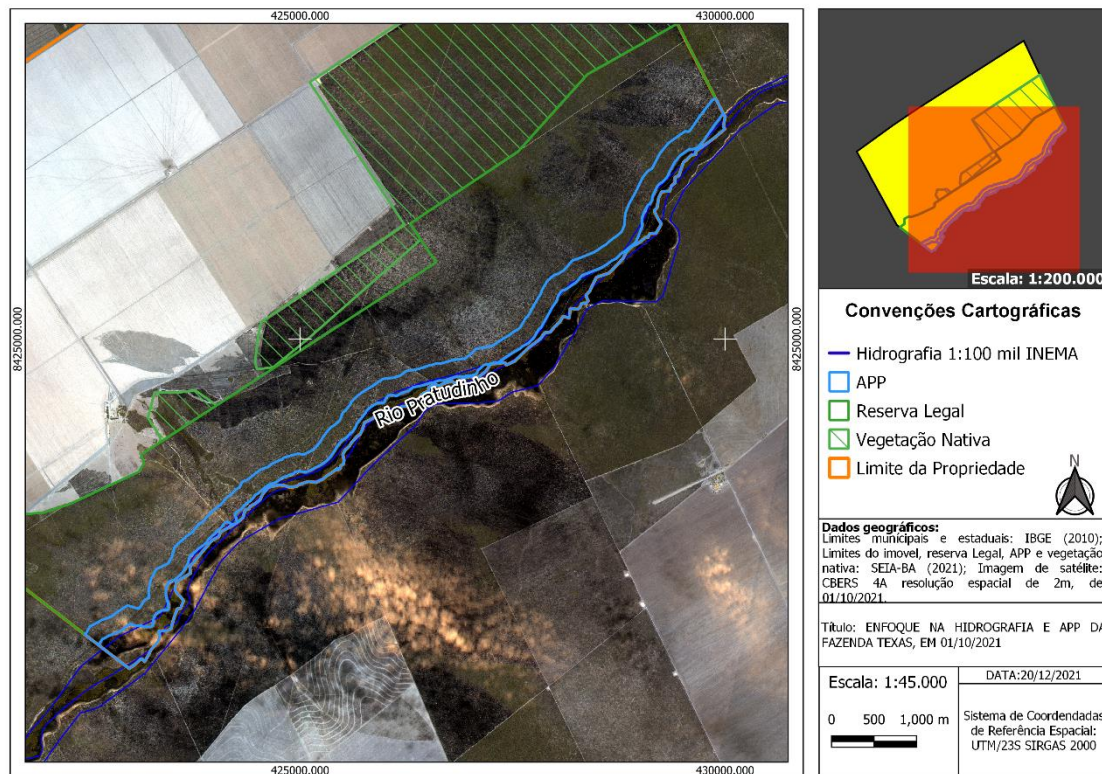 425000.000
430000.000
8425000.000
8425000.000
Rio Pratudinho
425000.000
430000.000
Escala: 1:200.000
Convenções Cartográficas
Hidrografia 1:100 mil INEMA
APP
Reserva Legal
Vegetação Nativa
Limite da Propriedade
N
Dados geográficos:
Limites municipais e estaduais: IBGE (2010);
Limites do imovel, reserva Legal, APP e vegetação
nativa: SEIA-BA (2021); Imagem de satélite:
CBERS 4A resolução espacial de 2m, de
01/10/2021.
Título: ENFOQUE NA HIDROGRAFIA E APP DA
FAZENDA TEXAS, EM 01/10/2021
Escala: 1:45.000
0 500 1,000 m
DATA:20/12/2021
Sistema de Coordendadas
de Referência Espacial:
UTM/23S SIRGAS 2000